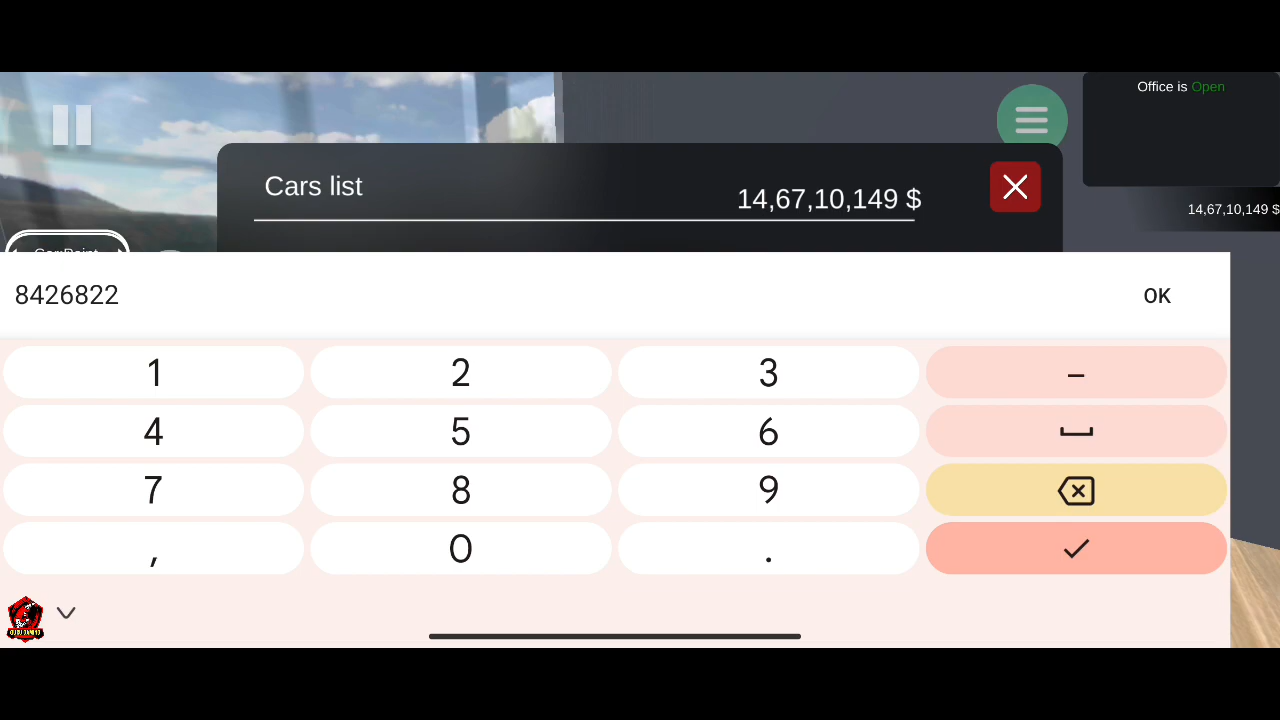 Office is Open
Cars list
14,67,10,149 $
14,67,10,149 $
8426822
OK
1 2 3 –
4 5 6
7 8 9
, 0 .